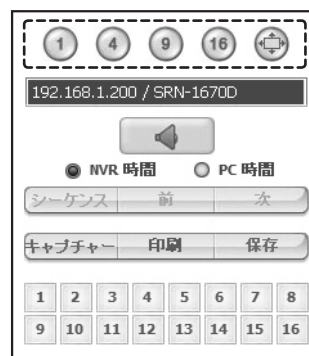 1 4 9 16
192.168.1.200 / SRN-1670D
NVR 時間 PC 時間
シーケンス 前 次
キャプチャー 印刷 保存
1 2 3 4 5 6 7 8
9 10 11 12 13 14 15 16